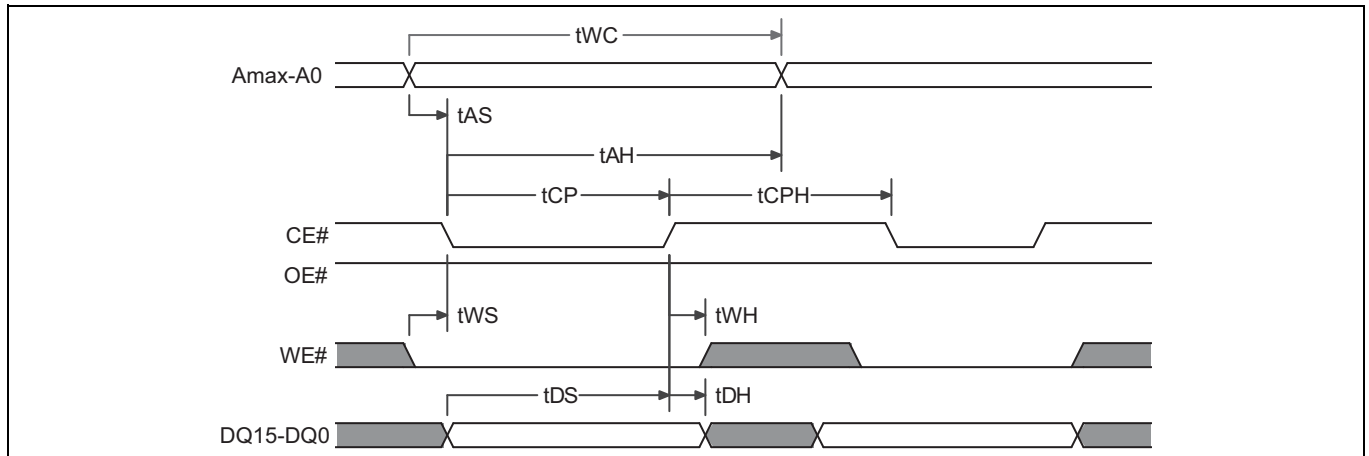 tWC
Amax-A0
tAS
tAH
tCP tCPH
CE#
OE#
tWS tWH
WE#
tDS tDH
DQ15-DQ0